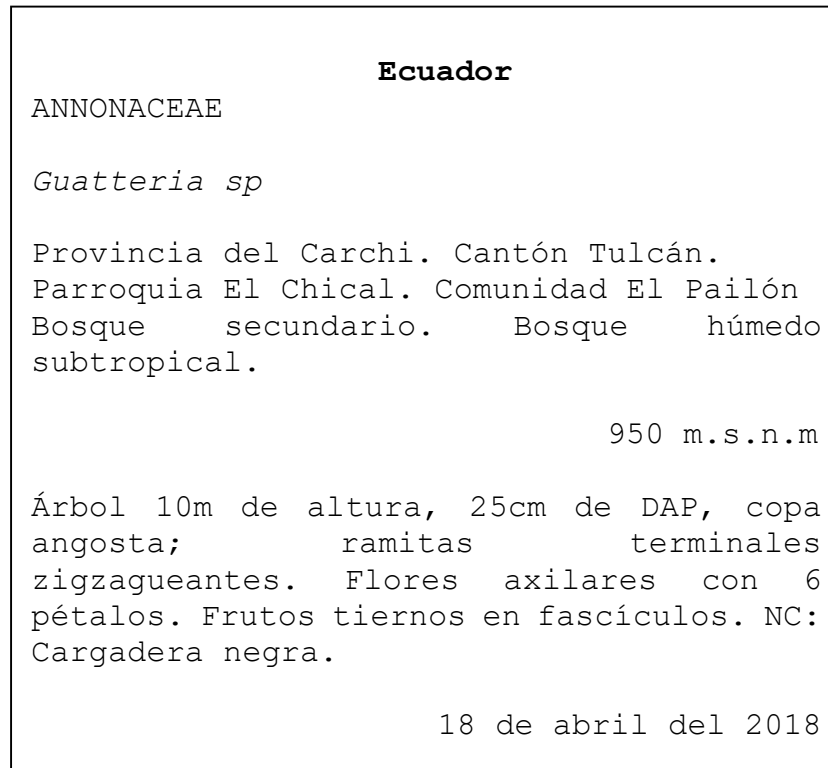 Ecuador
ANNONACEAE
Guatteria sp
Provincia del Carchi. Cantón Tulcán.
Parroquia El Chical. Comunidad El Pailón
Bosque secundario. Bosque húmedo
subtropical.
950 m.s.n.m
Árbol 10m de altura, 25cm de DAP, copa
angosta; ramitas terminales
zigzagueantes. Flores axilares con 6
pétalos. Frutos tiernos en fascículos. NC:
Cargadera negra.
18 de abril del 2018